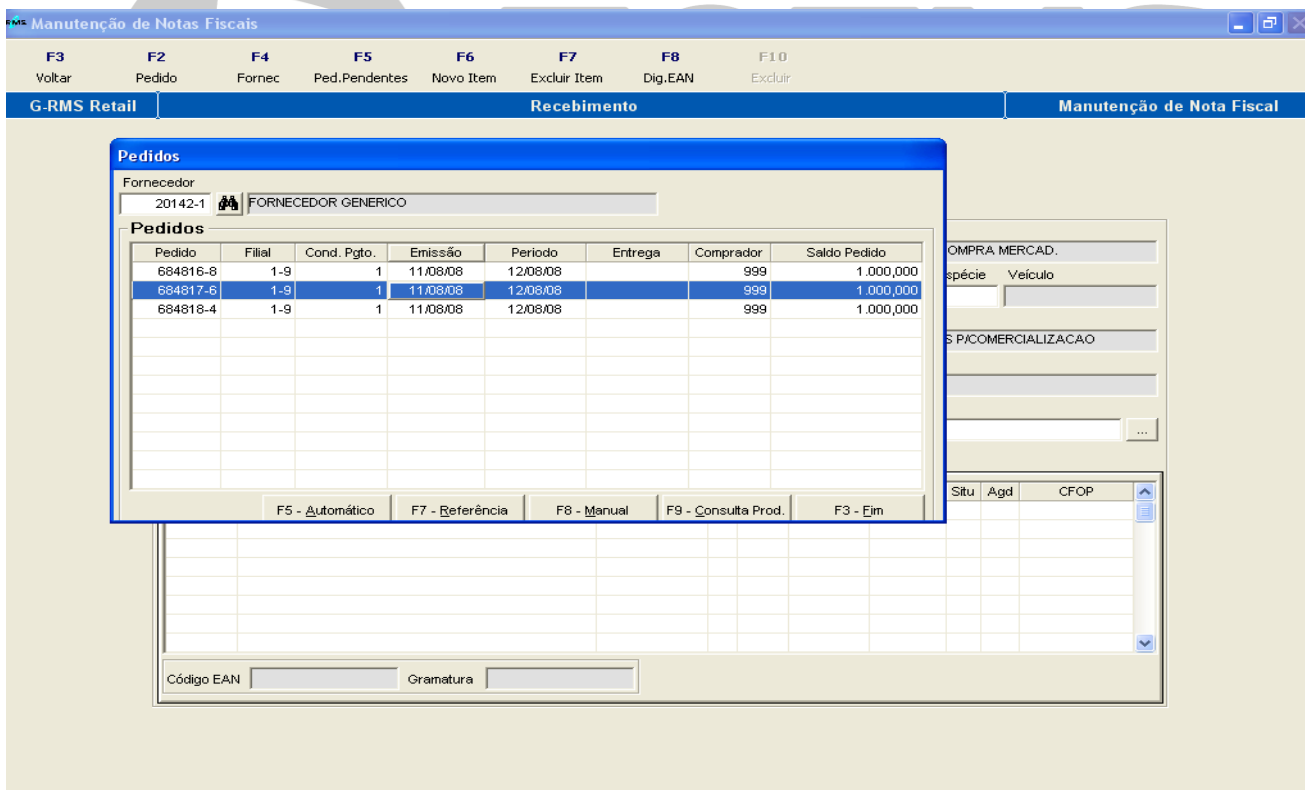 RMS Manutenção de Notas Fiscais
F3 F2 F4 F5 F6 F7 F8 F10
Voltar Pedido Fornec Ped.Pendentes Novo Item Excluir Item Dig.EAN Excluir
G-RMS Retail Recebimento Manutenção de Nota Fiscal
Pedidos
Fornecedor
20142-1 FORNECEDOR GENERICO
Pedidos
Pedido Filial Cond. Pgto. Emissão Periodo Entrega Comprador Saldo Pedido
684816-8 1-9 1 11/08/08 12/08/08 999 1.000,000
684817-6 1-9 1 11/08/08 12/08/08 999 1.000,000
684818-4 1-9 1 11/08/08 12/08/08 999 1.000,000
F5 - Automático F7 - Referência F8 - Manual F9 - Consulta Prod. F3 - Fim
OMPRA MERCAD.
spécie Veículo
S P/COMERCIALIZACAO
...
Situ Agd CFOP
Código EAN Gramatura